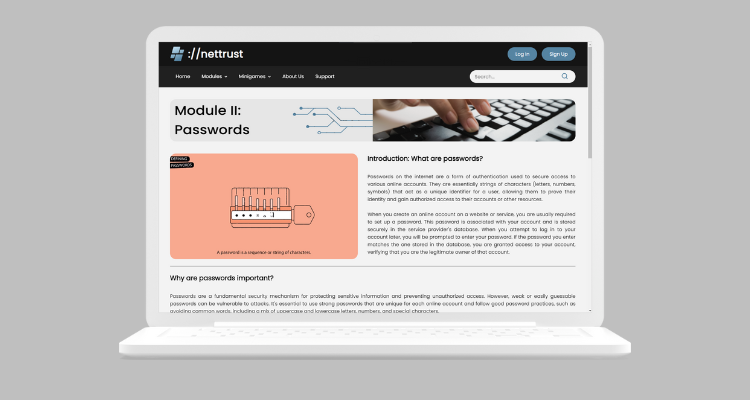 ://nettrust
Log in
Sign Up
Home
Modules
Minigames
About Us
Support
Search...
Module II:
Passwords
DEFINING
PASSWORDS
A password is a sequence or string of characters.
Introduction: What are passwords?
Passwords on the internet are a form of authentication used to secure access to
various online accounts. They are essentially strings of characters (letters, numbers,
symbols) that act as a unique identifier for a user, allowing them to prove their
identity and gain authorized access to their accounts or other resources.
When you create an online account on a website or service, you are usually required
to set up a password. This password is associated with your account and is stored
securely in the service provider's database. When you attempt to log in to your
account later, you will be prompted to enter your password. If the password you enter
matches the one stored in the database, you are granted access to your account,
verifying that you are the legitimate owner of that account.
Why are passwords important?
Passwords are a fundamental security mechanism for protecting sensitive information and preventing unauthorized access. However, weak or easily guessable
passwords can be vulnerable to attacks. It's essential to use strong passwords that are unique for each online account and follow good password practices, such as
avoiding common words, including a mix of uppercase and lowercase letters, numbers, and special characters.